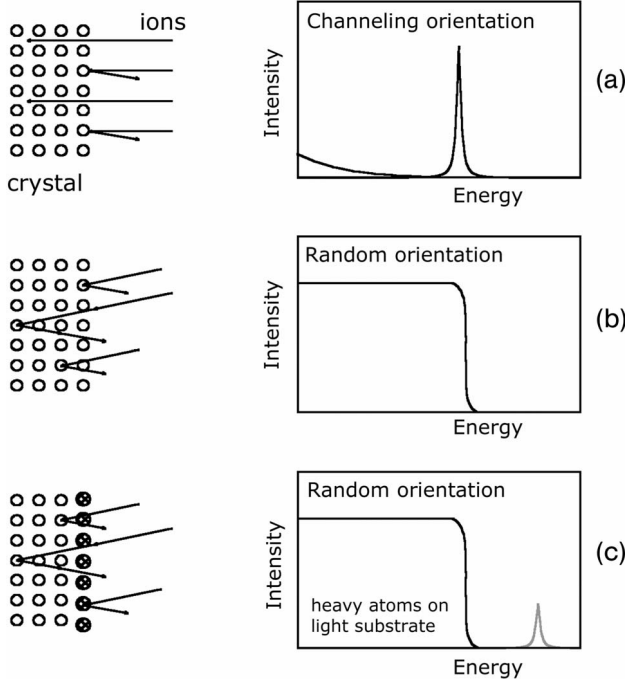 ions
crystal
Channeling orientation
Intensity
Energy
(a)
Random orientation
Intensity
Energy
(b)
Random orientation
Intensity
heavy atoms on
light substrate
Energy
(c)